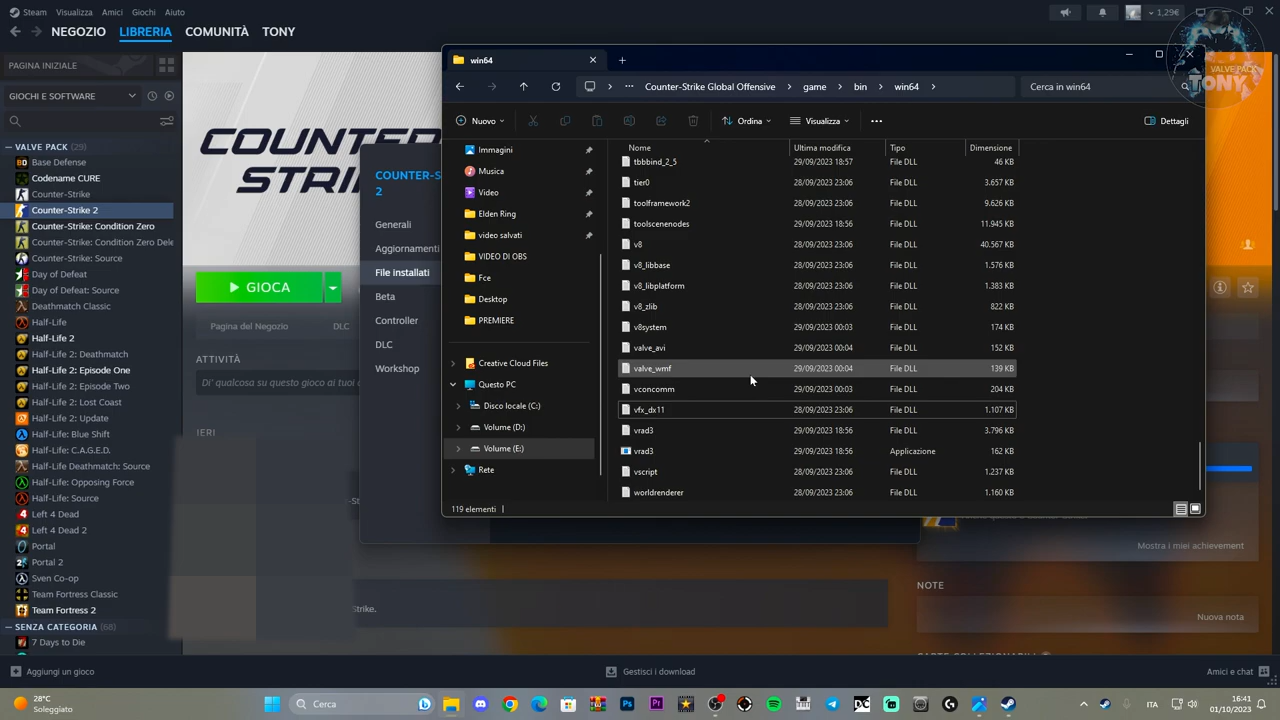 Steam Visualizza Amici Giochi Aiuto
1,29€
NEGOZIO LIBRERIA COMUNITÀ TONY
VALVE PACK
TONY
PAGINA INIZIALE
GIOCHI E SOFTWARE
VALVE PACK (29)
Base Defense
Codename CURE
Counter-Strike
Counter-Strike 2
Counter-Strike: Condition Zero
Counter-Strike: Condition Zero Dele
Counter-Strike: Source
Day of Defeat
Day of Defeat: Source
Deathmatch Classic
Half-Life
Half-Life 2
Half-Life 2: Deathmatch
Half-Life 2: Episode One
Half-Life 2: Episode Two
Half-Life 2: Lost Coast
Half-Life 2: Update
Half-Life: Blue Shift
Half-Life: C.A.G.E.D.
Half-Life Deathmatch: Source
Half-Life: Opposing Force
Half-Life: Source
Left 4 Dead
Left 4 Dead 2
Portal
Portal 2
Sven Co-op
Team Fortress Classic
Team Fortress 2
SENZA CATEGORIA (68)
7 Days to Die
COUNTER
STRI
GIOCA
Pagina del Negozio DLC
ATTIVITÀ
Di' qualcosa su questo gioco ai tuoi
IERI
e-St
Strike.
COUNTER-S
2
Generali
Aggiornamenti
File installati
Beta
Controller
DLC
Workshop
win64
Counter-Strike Global Offensive > game > bin > win64 >
Cerca in win64
Nuovo
Ordina
Visualizza
Dettagli
Immagini
Musica
Video
Elden Ring
video salvati
VIDEO DI OBS
Fce
Desktop
PREMIERE
Creative Cloud Files
Questo PC
Disco locale (C:)
Volume (D:)
Volume (E:)
Rete
Nome Ultima modifica Tipo Dimensione
tbbbind_2_5 29/09/2023 18:57 File DLL 46 KB
tier0 28/09/2023 23:06 File DLL 3.657 KB
toolframework2 28/09/2023 23:06 File DLL 9.626 KB
toolscenenodes 29/09/2023 18:56 File DLL 11.945 KB
v8 28/09/2023 23:06 File DLL 40.567 KB
v8_libbase 28/09/2023 23:06 File DLL 1.576 KB
v8_libplatform 28/09/2023 23:06 File DLL 1.383 KB
v8_zlib 28/09/2023 23:06 File DLL 822 KB
v8system 29/09/2023 00:03 File DLL 174 KB
valve_avi 29/09/2023 00:04 File DLL 152 KB
valve_wmf 29/09/2023 00:04 File DLL 139 KB
vconcomm 29/09/2023 00:03 File DLL 204 KB
vfx_dx11 28/09/2023 23:06 File DLL 1.107 KB
vrad3 29/09/2023 18:56 File DLL 3.796 KB
vrad3 29/09/2023 18:56 Applicazione 162 KB
vscript 28/09/2023 23:06 File DLL 1.237 KB
worldrenderer 28/09/2023 23:06 File DLL 1.160 KB
119 elementi
Mostra i miei achievement
NOTE
Nuova nota
Aggiungi un gioco
Gestisci i download
Amici e chat
28°C
Soleggiato
Cerca
ITA
16:41
01/10/2023